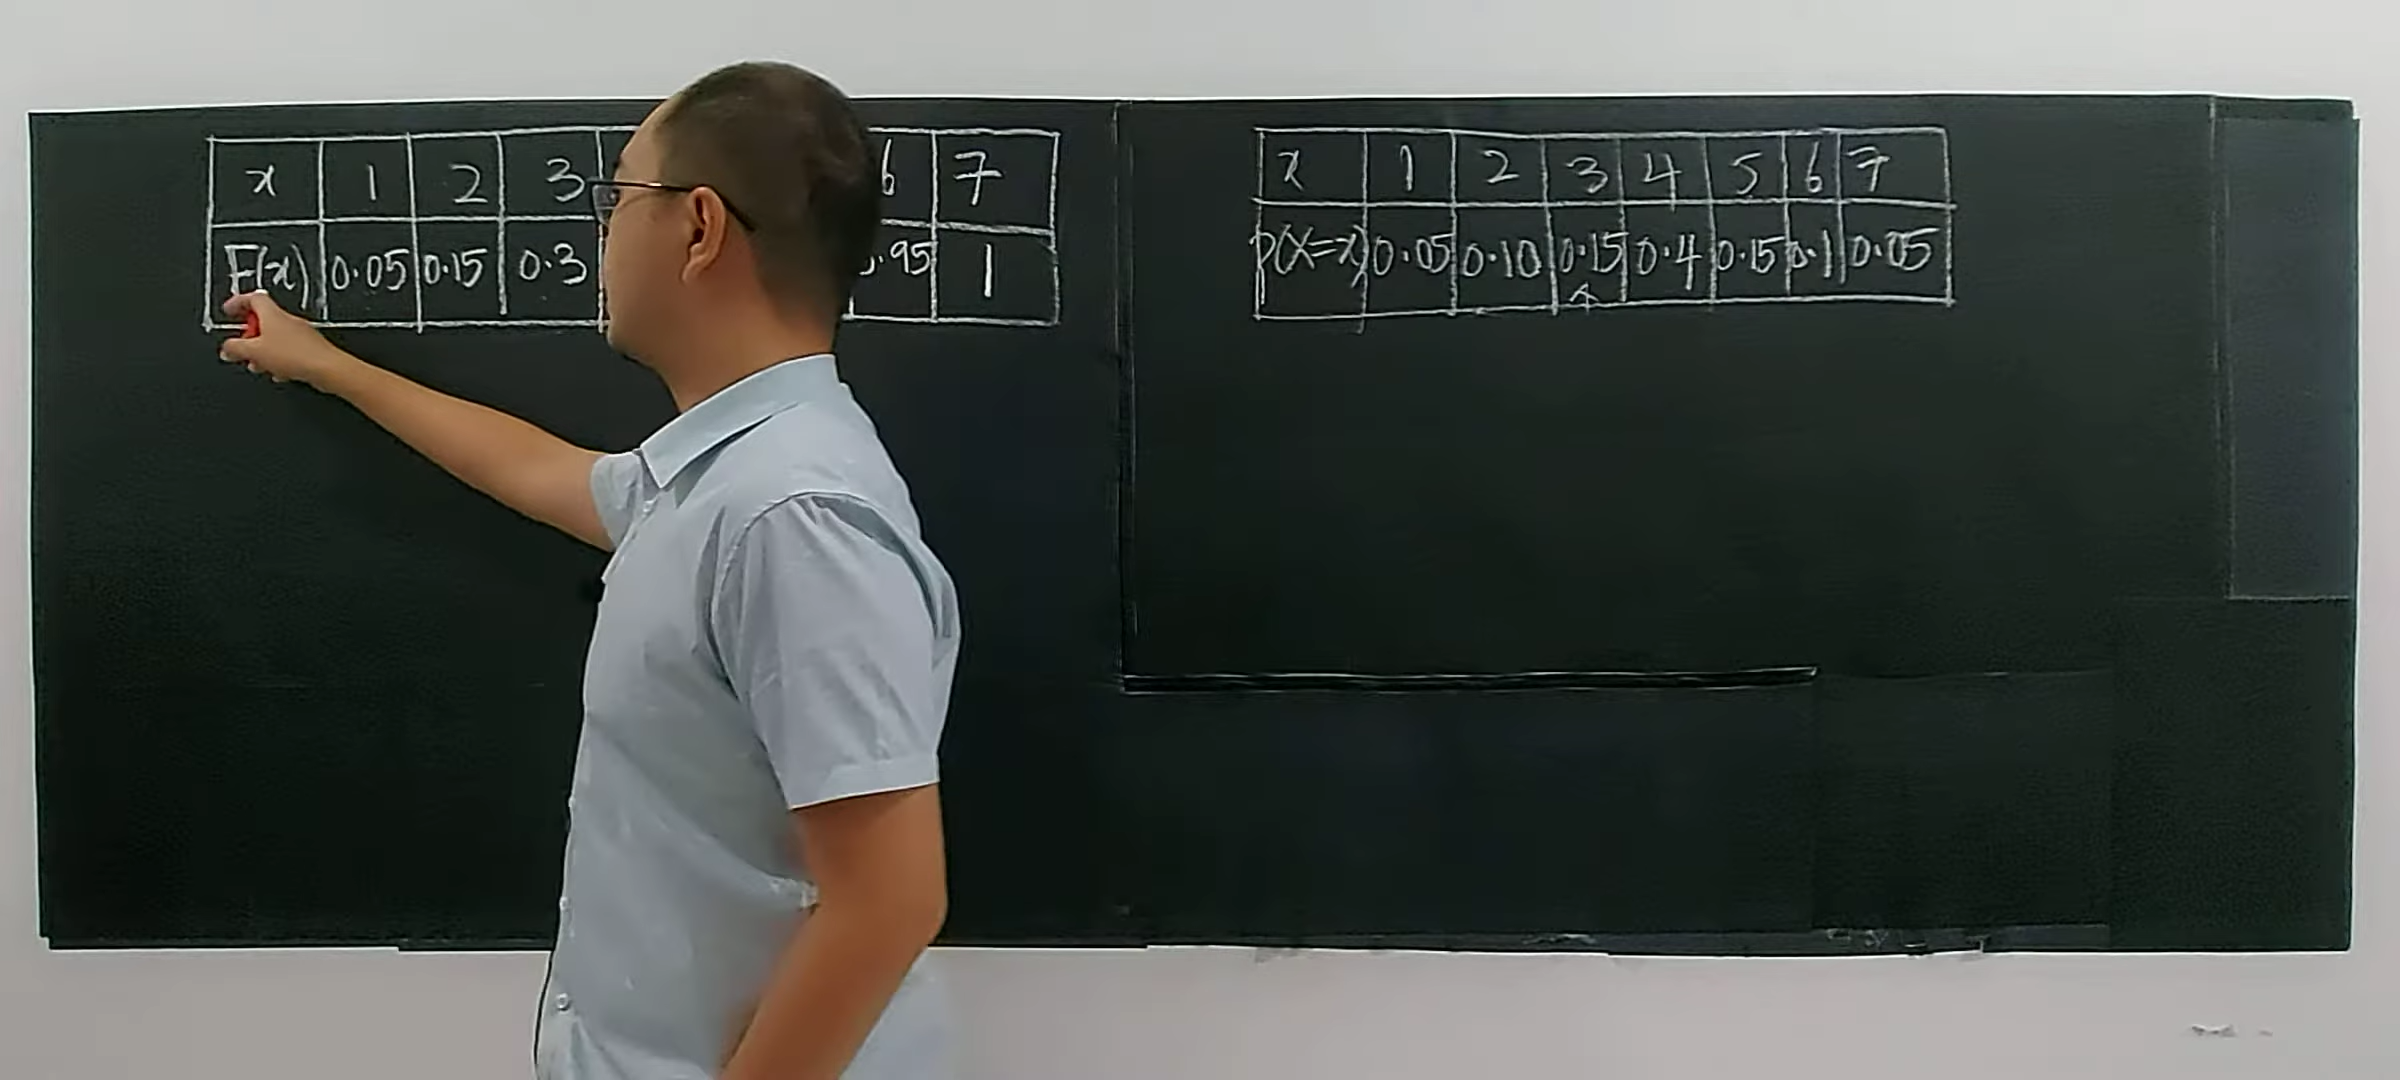 x 1 2 3 6 7
F(x) 0.05 0.15 0.3 .95 1
x 1 2 3 4 5 6 7
P(X=x) 0.05 0.10 0.15 0.4 0.15 0.1 0.05